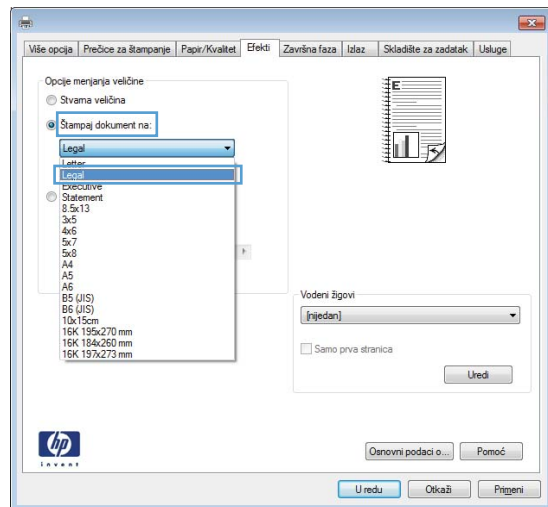 Više opcija Prečice za štampanje Papir/Kvalitet Efekti Završna faza Izlaz Skladište za zadatak Usluge
Opcije menjanja veličine
Stvarna veličina
Štampaj dokument na:
Legal
Letter
Legal
Executive
Statement
8.5x13
3x5
4x6
5x7
5x8
A4
A5
A6
B5 (JIS)
B6 (JIS)
10x15cm
16K 195x270 mm
16K 184x260 mm
16K 197x273 mm
E
Vodeni žigovi
[nijedan]
Samo prva stranica
Uredi
hp
invent
Osnovni podaci o... Pomoć
U redu Otkaži Primeni